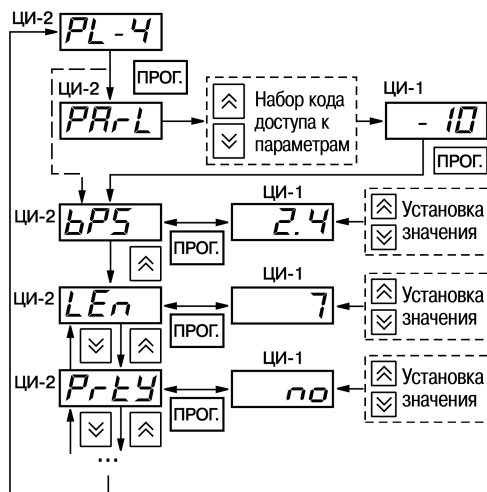 ЦИ-2
PL-4
ПРОГ.
ЦИ-2
PArL
Набор кода
доступа к
параметрам
ЦИ-1
- 10
ПРОГ.
ЦИ-2
bPS
ПРОГ.
ЦИ-1
2.4
Установка
значения
ЦИ-2
LEn
ПРОГ.
ЦИ-1
7
Установка
значения
ЦИ-2
PrtY
ПРОГ.
ЦИ-1
no
Установка
значения
...